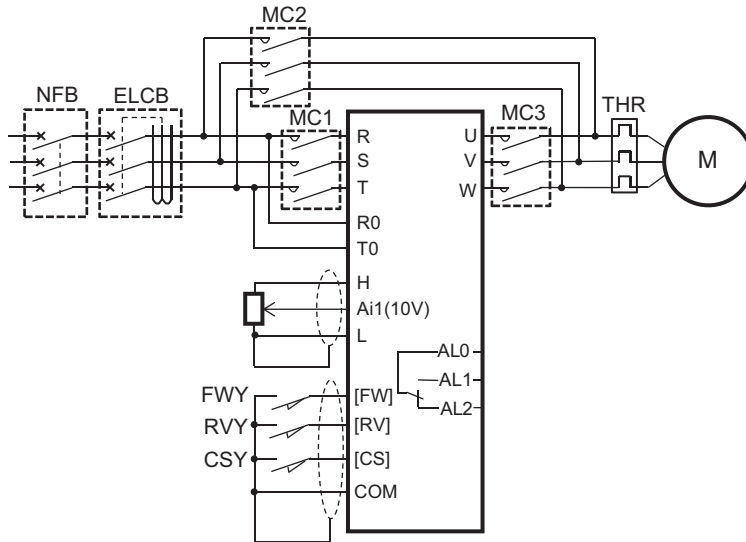 MC2
NFB
ELCB
MC1
MC3
THR
R
S
T
R0
T0
U
V
W
M
H
Ai1(10V)
L
AL0
AL1
AL2
FWY
[FW]
RVY
[RV]
CSY
[CS]
COM